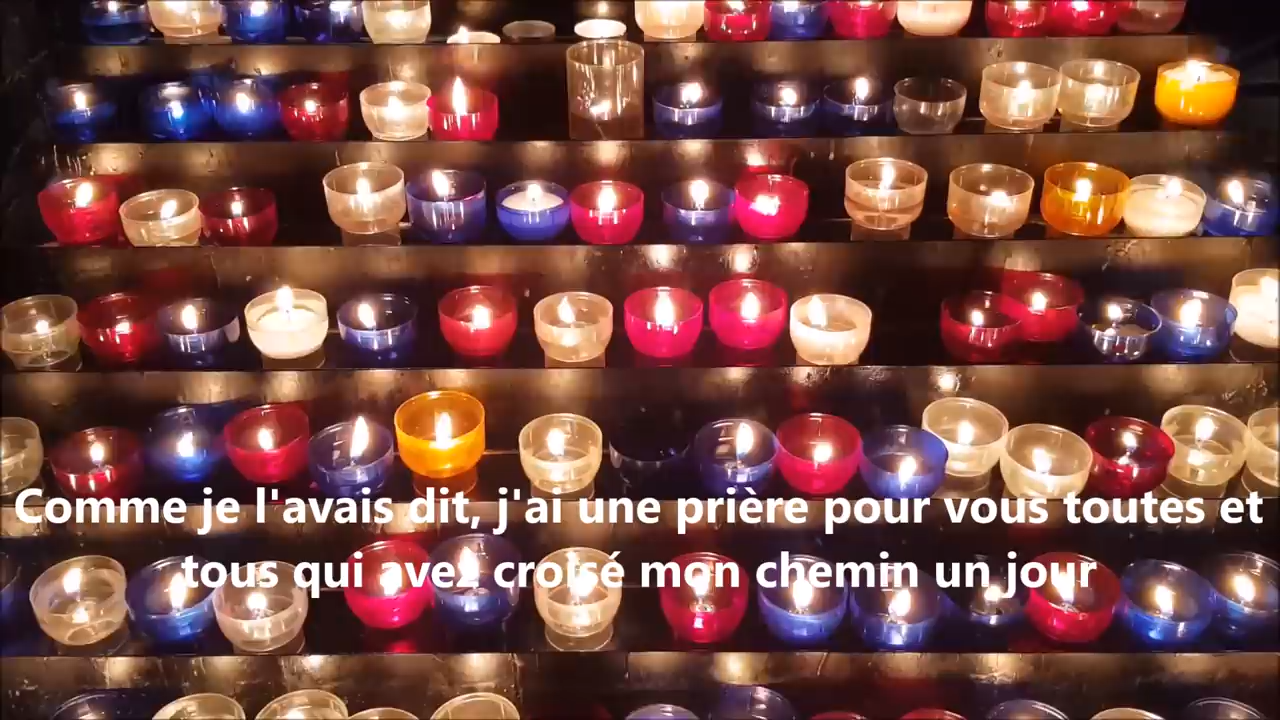 Comme je l'avais dit, j'ai une prière pour vous toutes et
tous qui avez croisé mon chemin un jour